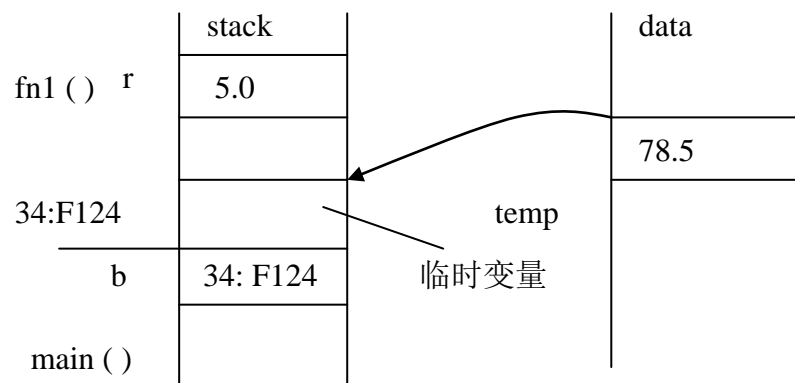 stack data
fn1 ( ) r 5.0
78.5
34:F124 temp
临时变量
b 34: F124
main ( )